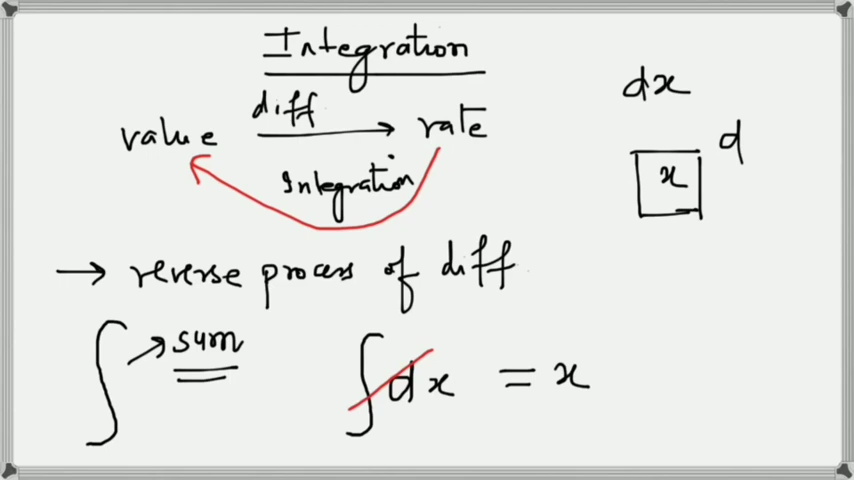 Integration
dx
value diff rate
d
x
Integration
→ reverse process of diff
∫ → sum
∫dx = x